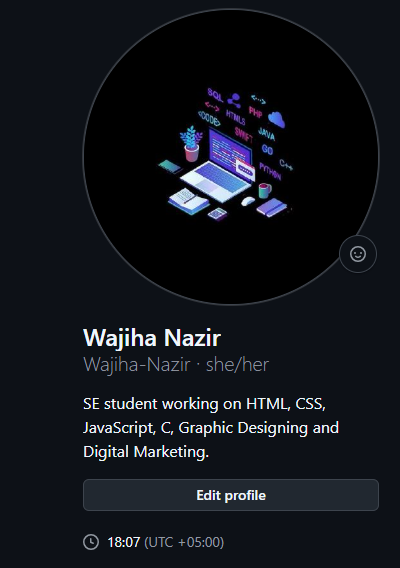 SQL
<··>
<··>
PHP
<CODE>
HTML5
SWIFT
JAVA
GO
C++
PYTHON
Wajiha Nazir
Wajiha-Nazir · she/her
SE student working on HTML, CSS,
JavaScript, C, Graphic Designing and
Digital Marketing.
Edit profile
18:07 (UTC +05:00)